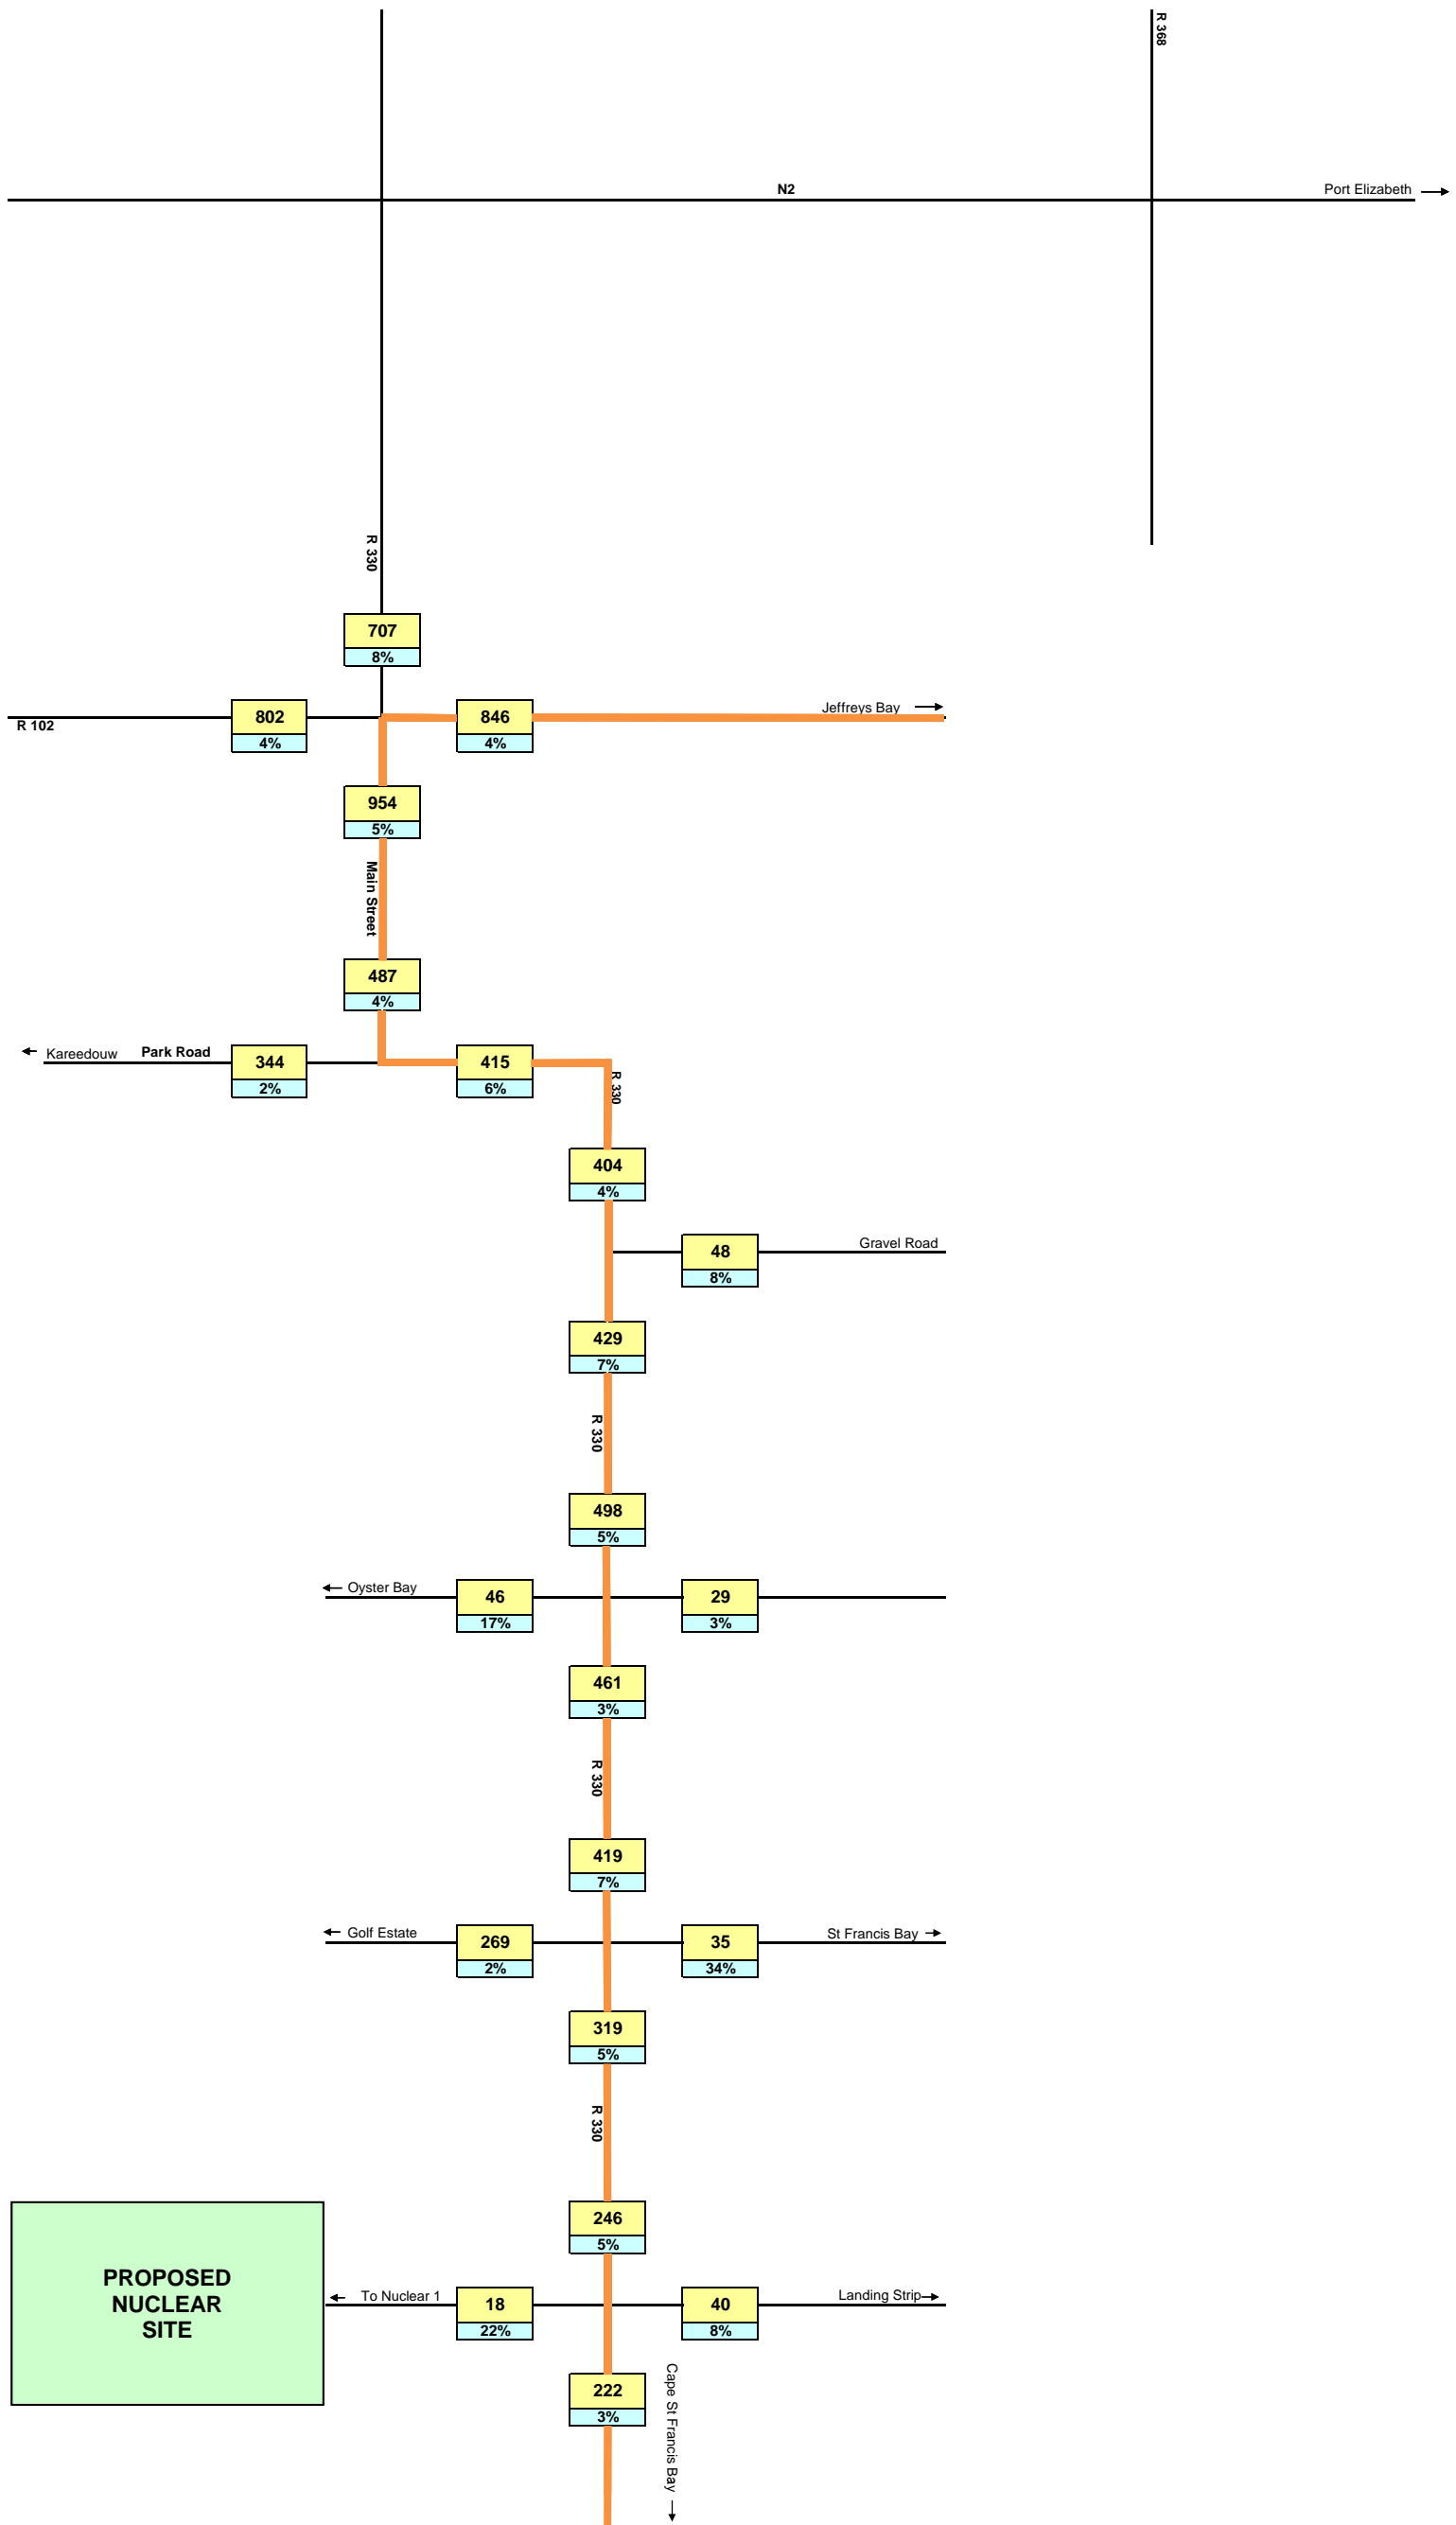 R 368
N2
Port Elizabeth
R 330
707
8%
Jeffreys Bay
R 102
802
4%
846
4%
954
5%
Main Street
487
4%
Kareedouw
Park Road
344
2%
415
6%
R 330
404
4%
Gravel Road
48
8%
429
7%
R 330
498
5%
Oyster Bay
46
17%
29
3%
461
3%
R 330
419
7%
Golf Estate
269
2%
35
34%
St Francis Bay
319
5%
R 330
246
5%
PROPOSED
NUCLEAR
SITE
To Nuclear 1
18
22%
40
8%
Landing Strip
222
3%
Cape St Francis Bay